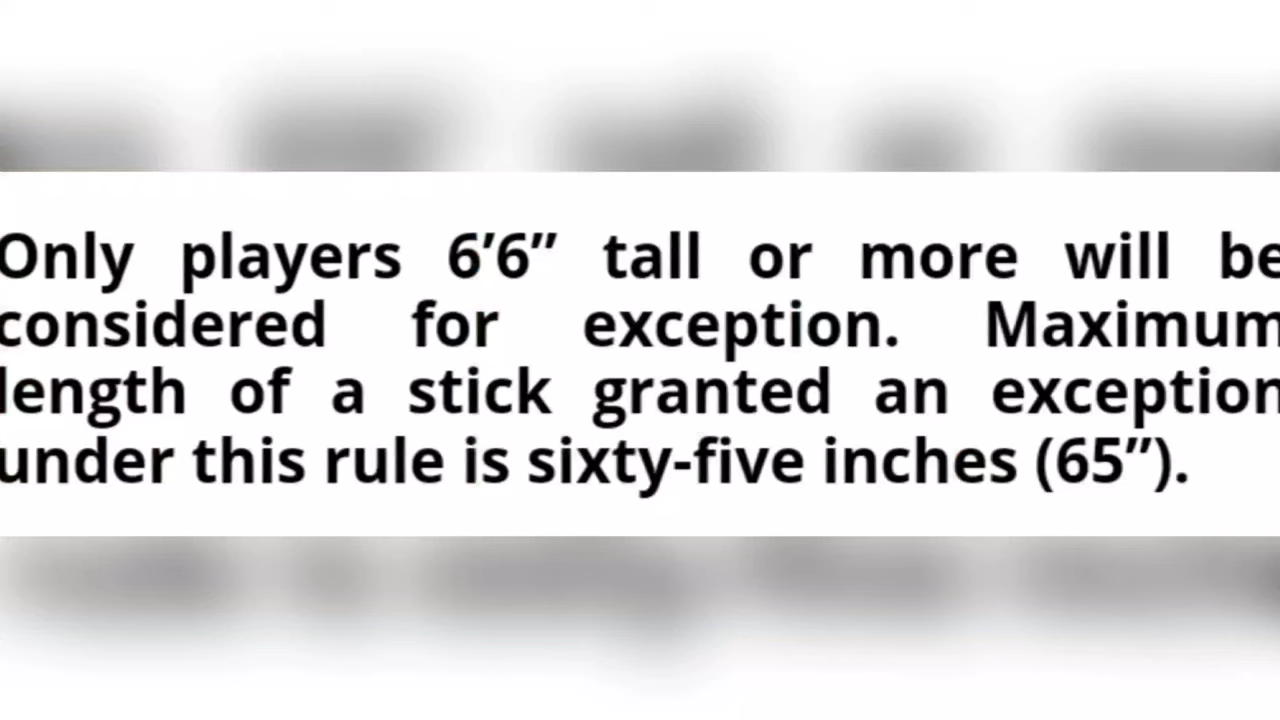 Only players 6’6” tall or more will be
considered for exception. Maximum
length of a stick granted an exception
under this rule is sixty-five inches (65”).